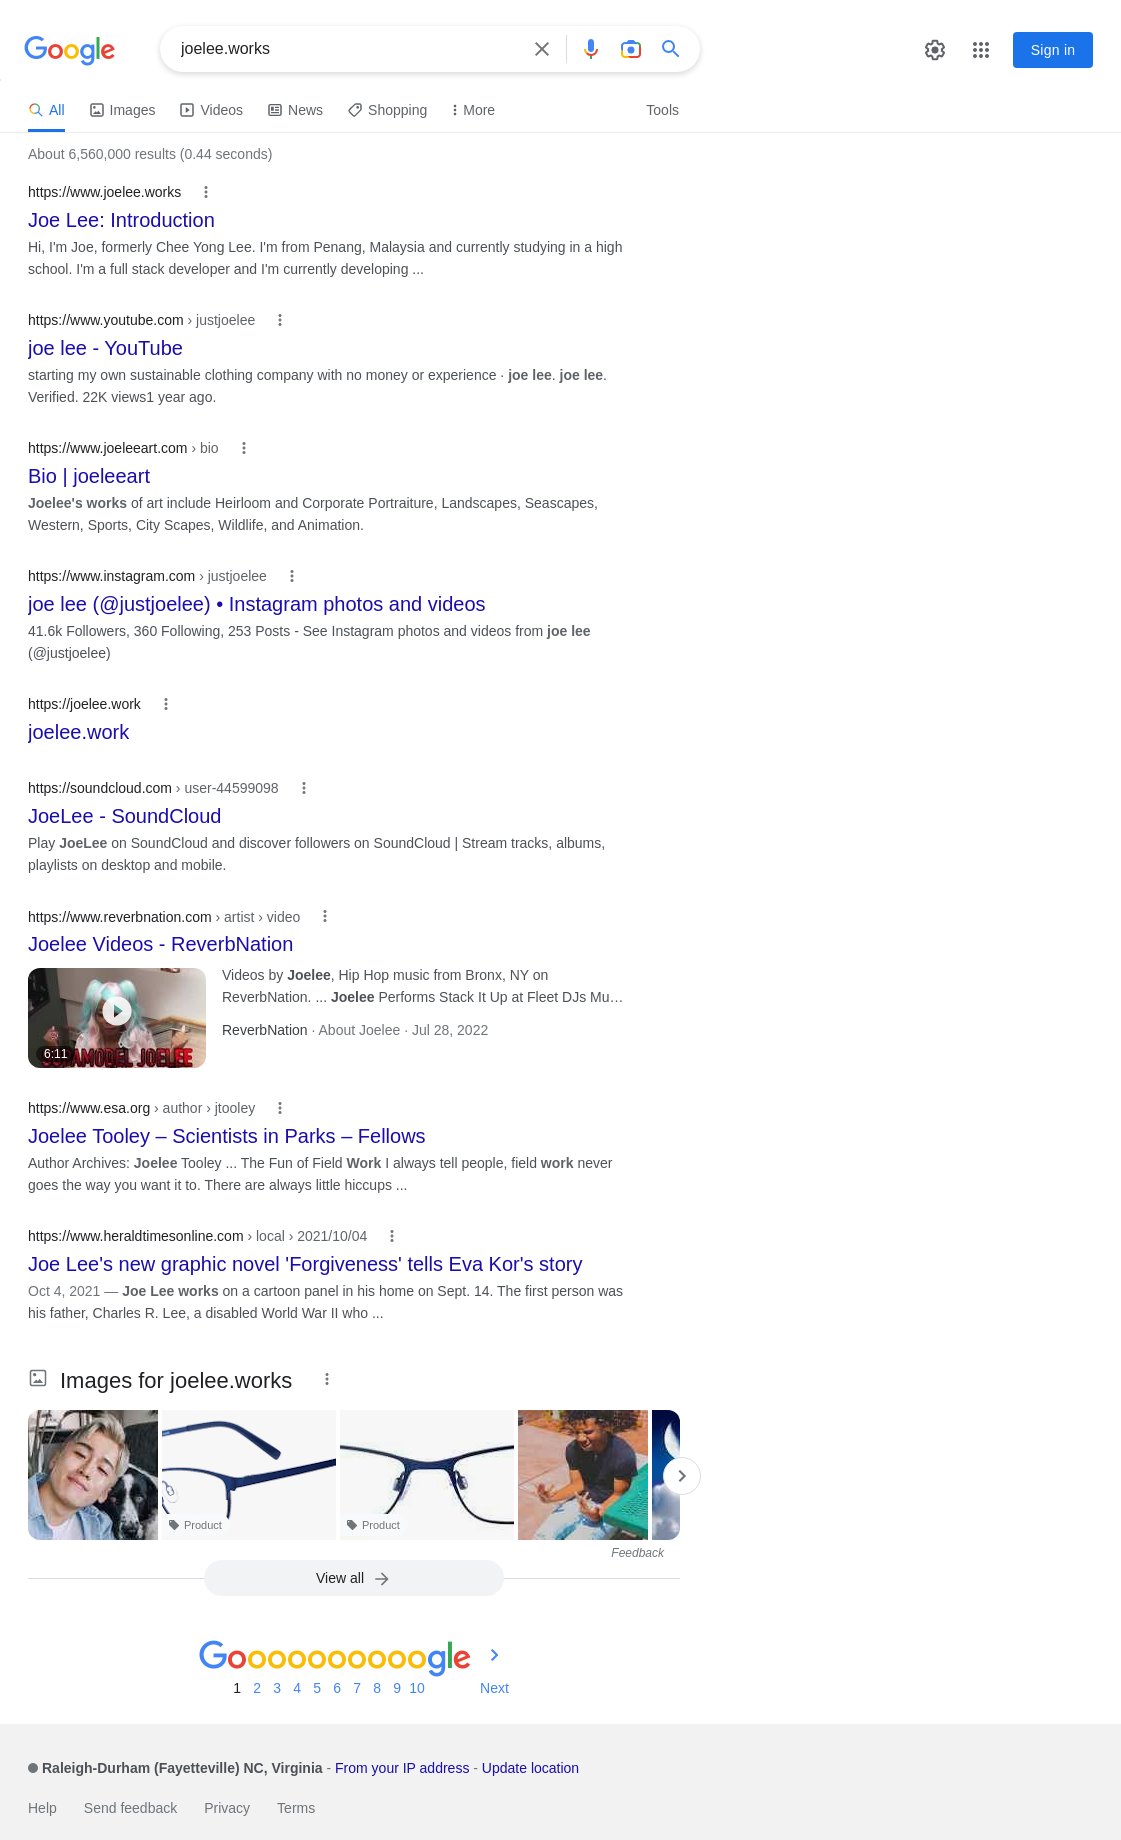 Google
joelee.works
Sign in
All
Images
Videos
News
Shopping
More
Tools
About 6,560,000 results (0.44 seconds)
https://www.joelee.works
Joe Lee: Introduction
Hi, I'm Joe, formerly Chee Yong Lee. I'm from Penang, Malaysia and currently studying in a high
school. I'm a full stack developer and I'm currently developing ...
https://www.youtube.com › justjoelee
joe lee - YouTube
starting my own sustainable clothing company with no money or experience · joe lee. joe lee.
Verified. 22K views1 year ago.
https://www.joeleeart.com › bio
Bio | joeleeart
Joelee's works of art include Heirloom and Corporate Portraiture, Landscapes, Seascapes,
Western, Sports, City Scapes, Wildlife, and Animation.
https://www.instagram.com › justjoelee
joe lee (@justjoelee) • Instagram photos and videos
41.6k Followers, 360 Following, 253 Posts - See Instagram photos and videos from joe lee
(@justjoelee)
https://joelee.work
joelee.work
https://soundcloud.com › user-44599098
JoeLee - SoundCloud
Play JoeLee on SoundCloud and discover followers on SoundCloud | Stream tracks, albums,
playlists on desktop and mobile.
https://www.reverbnation.com › artist › video
Joelee Videos - ReverbNation
Videos by Joelee, Hip Hop music from Bronx, NY on
ReverbNation. ... Joelee Performs Stack It Up at Fleet DJs Mu…
ReverbNation · About Joelee · Jul 28, 2022
6:11
JOELEE
https://www.esa.org › author › jtooley
Joelee Tooley – Scientists in Parks – Fellows
Author Archives: Joelee Tooley ... The Fun of Field Work I always tell people, field work never
goes the way you want it to. There are always little hiccups ...
https://www.heraldtimesonline.com › local › 2021/10/04
Joe Lee's new graphic novel 'Forgiveness' tells Eva Kor's story
Oct 4, 2021 — Joe Lee works on a cartoon panel in his home on Sept. 14. The first person was
his father, Charles R. Lee, a disabled World War II who ...
Images for joelee.works
Product
Product
Feedback
View all
Goooooooooogle
1 2 3 4 5 6 7 8 9 10 Next
Raleigh-Durham (Fayetteville) NC, Virginia - From your IP address - Update location
Help Send feedback Privacy Terms